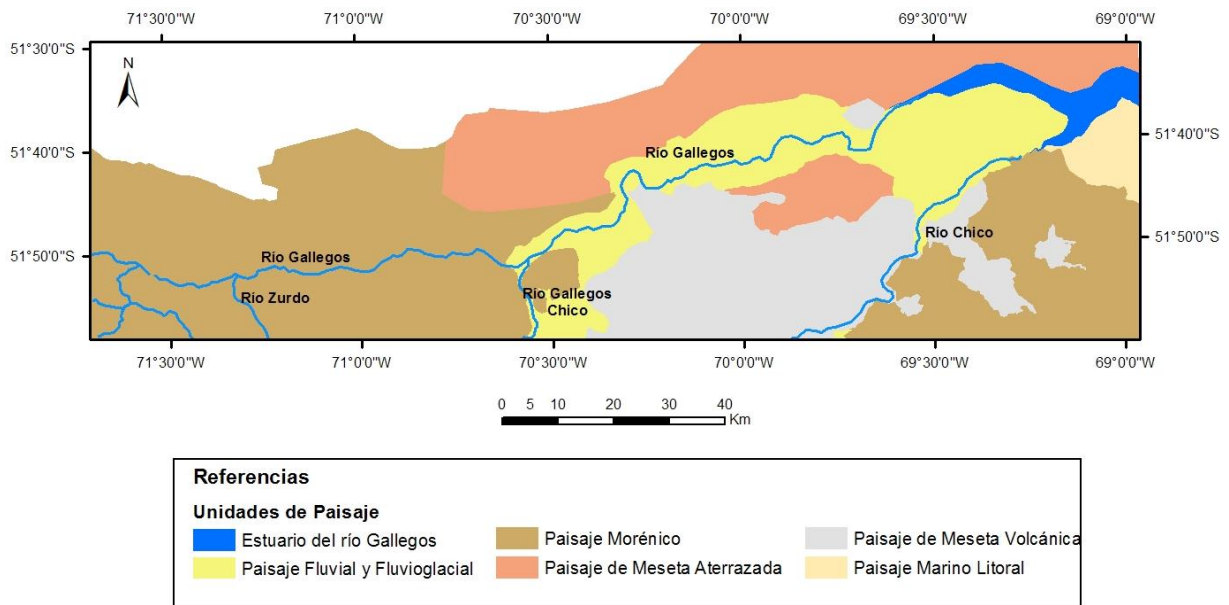 71°30'0"W 71°0'0"W 70°30'0"W 70°0'0"W 69°30'0"W 69°0'0"W
51°30'0"S
N
51°40'0"S
51°40'0"S
Río Gallegos
51°50'0"S
51°50'0"S
Río Chico
Río Gallegos
Río Zurdo
Río Gallegos
Chico
71°30'0"W 71°0'0"W 70°30'0"W 70°0'0"W 69°30'0"W 69°0'0"W
0 5 10 20 30 40
Km
Referencias
Unidades de Paisaje
Estuario del río Gallegos
Paisaje Morénico
Paisaje de Meseta Volcánica
Paisaje Fluvial y Fluvioglacial
Paisaje de Meseta Aterrazada
Paisaje Marino Litoral